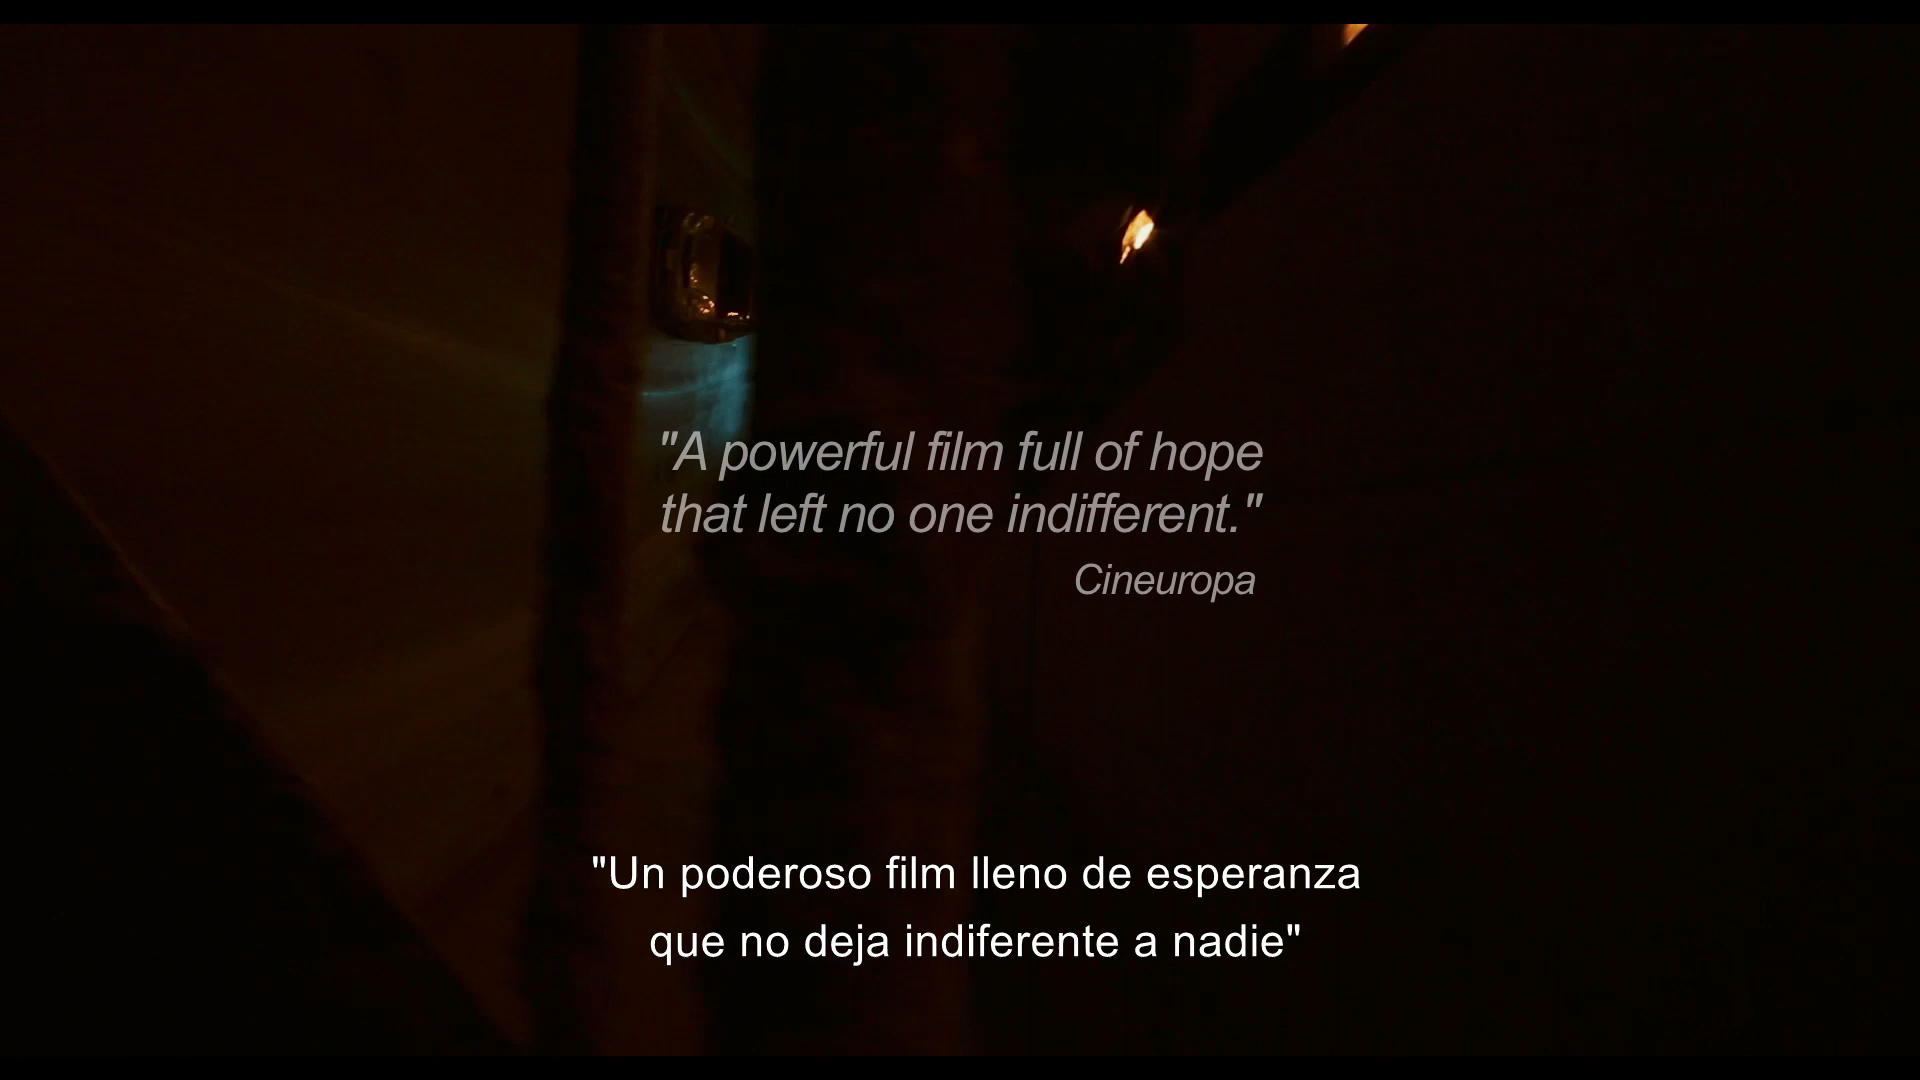 "A powerful film full of hope
that left no one indifferent."
Cineuropa
"Un poderoso film lleno de esperanza
que no deja indiferente a nadie"